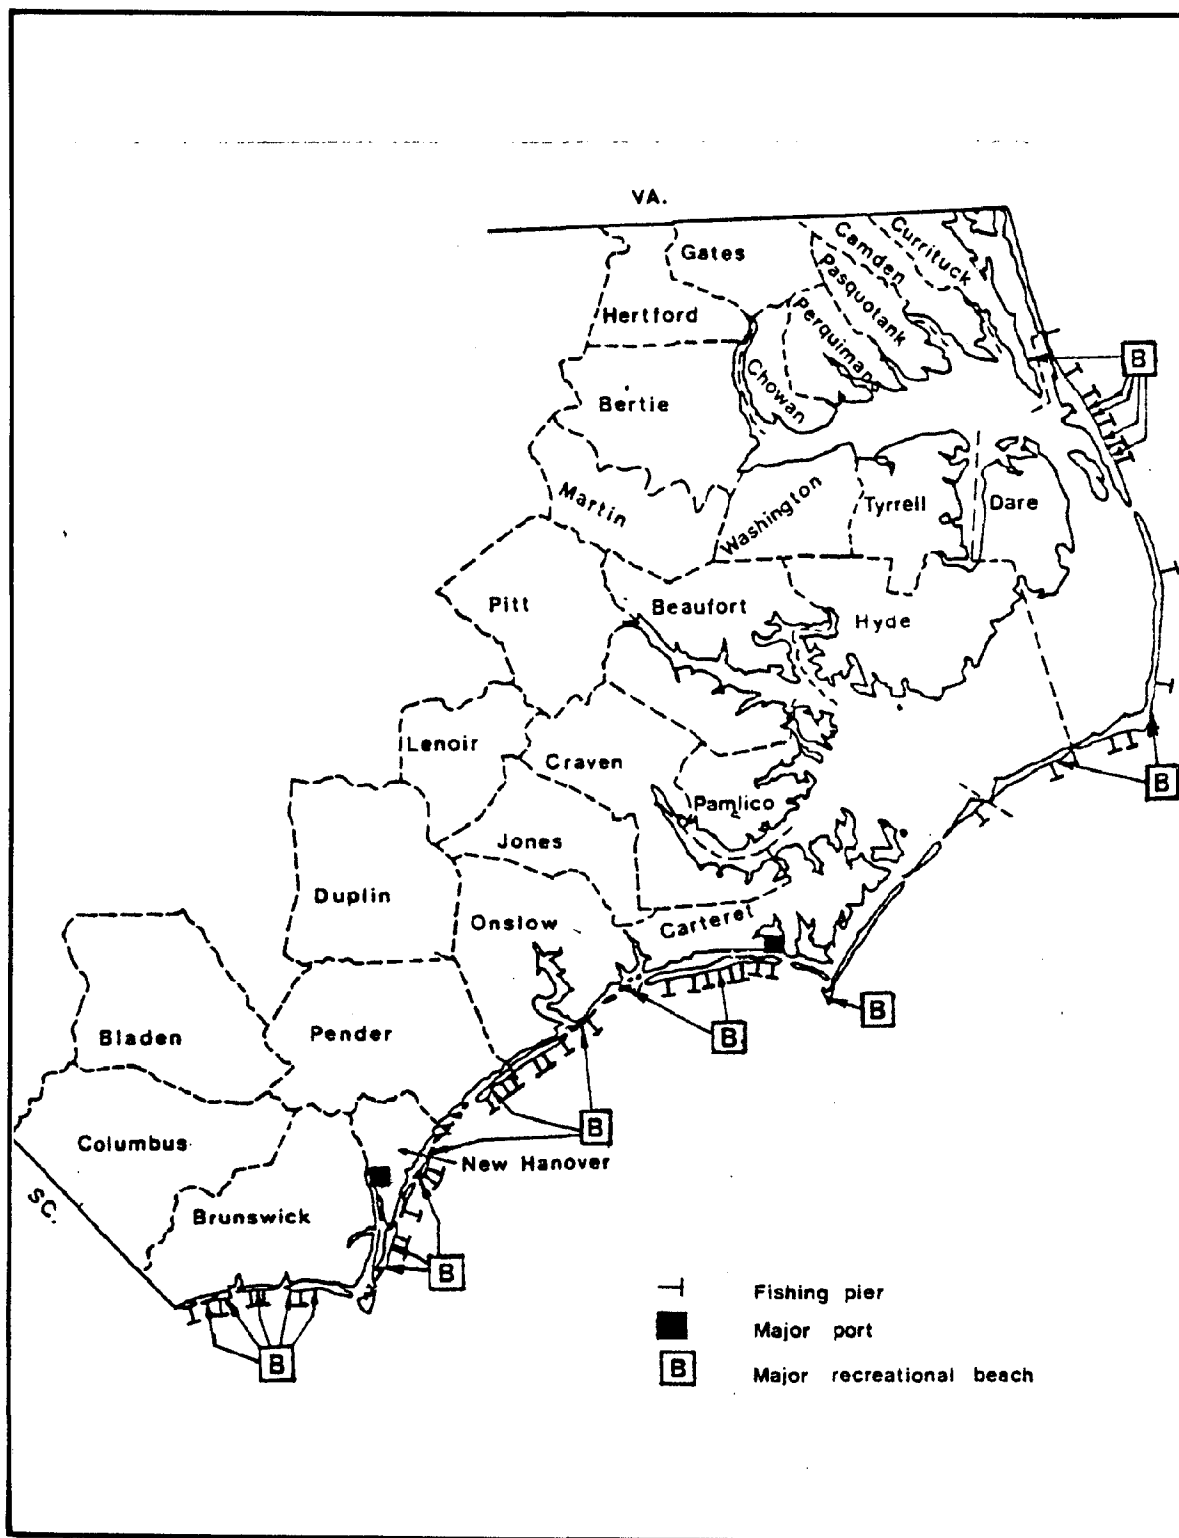 VA.
Gates
Camden
Currituck
Pasquotank
Perquimans
Hertford
Chowan
Bertie
B
Martin
Washington
Tyrrell
Dare
Pitt
Beaufort
Hyde
Lenoir
Craven
B
Pamlico
Jones
Duplin
Onslow
Carteret
B
B
Bladen
Pender
B
Columbus
New Hanover
SC.
Brunswick
B
B
Fishing pier
Major port
B Major recreational beach